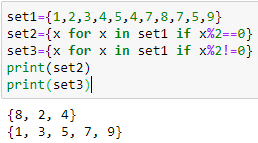 set1={1,2,3,4,5,4,7,8,7,5,9}
set2={x for x in set1 if x%2==0}
set3={x for x in set1 if x%2!=0}
print(set2)
print(set3)
{8, 2, 4}
{1, 3, 5, 7, 9}